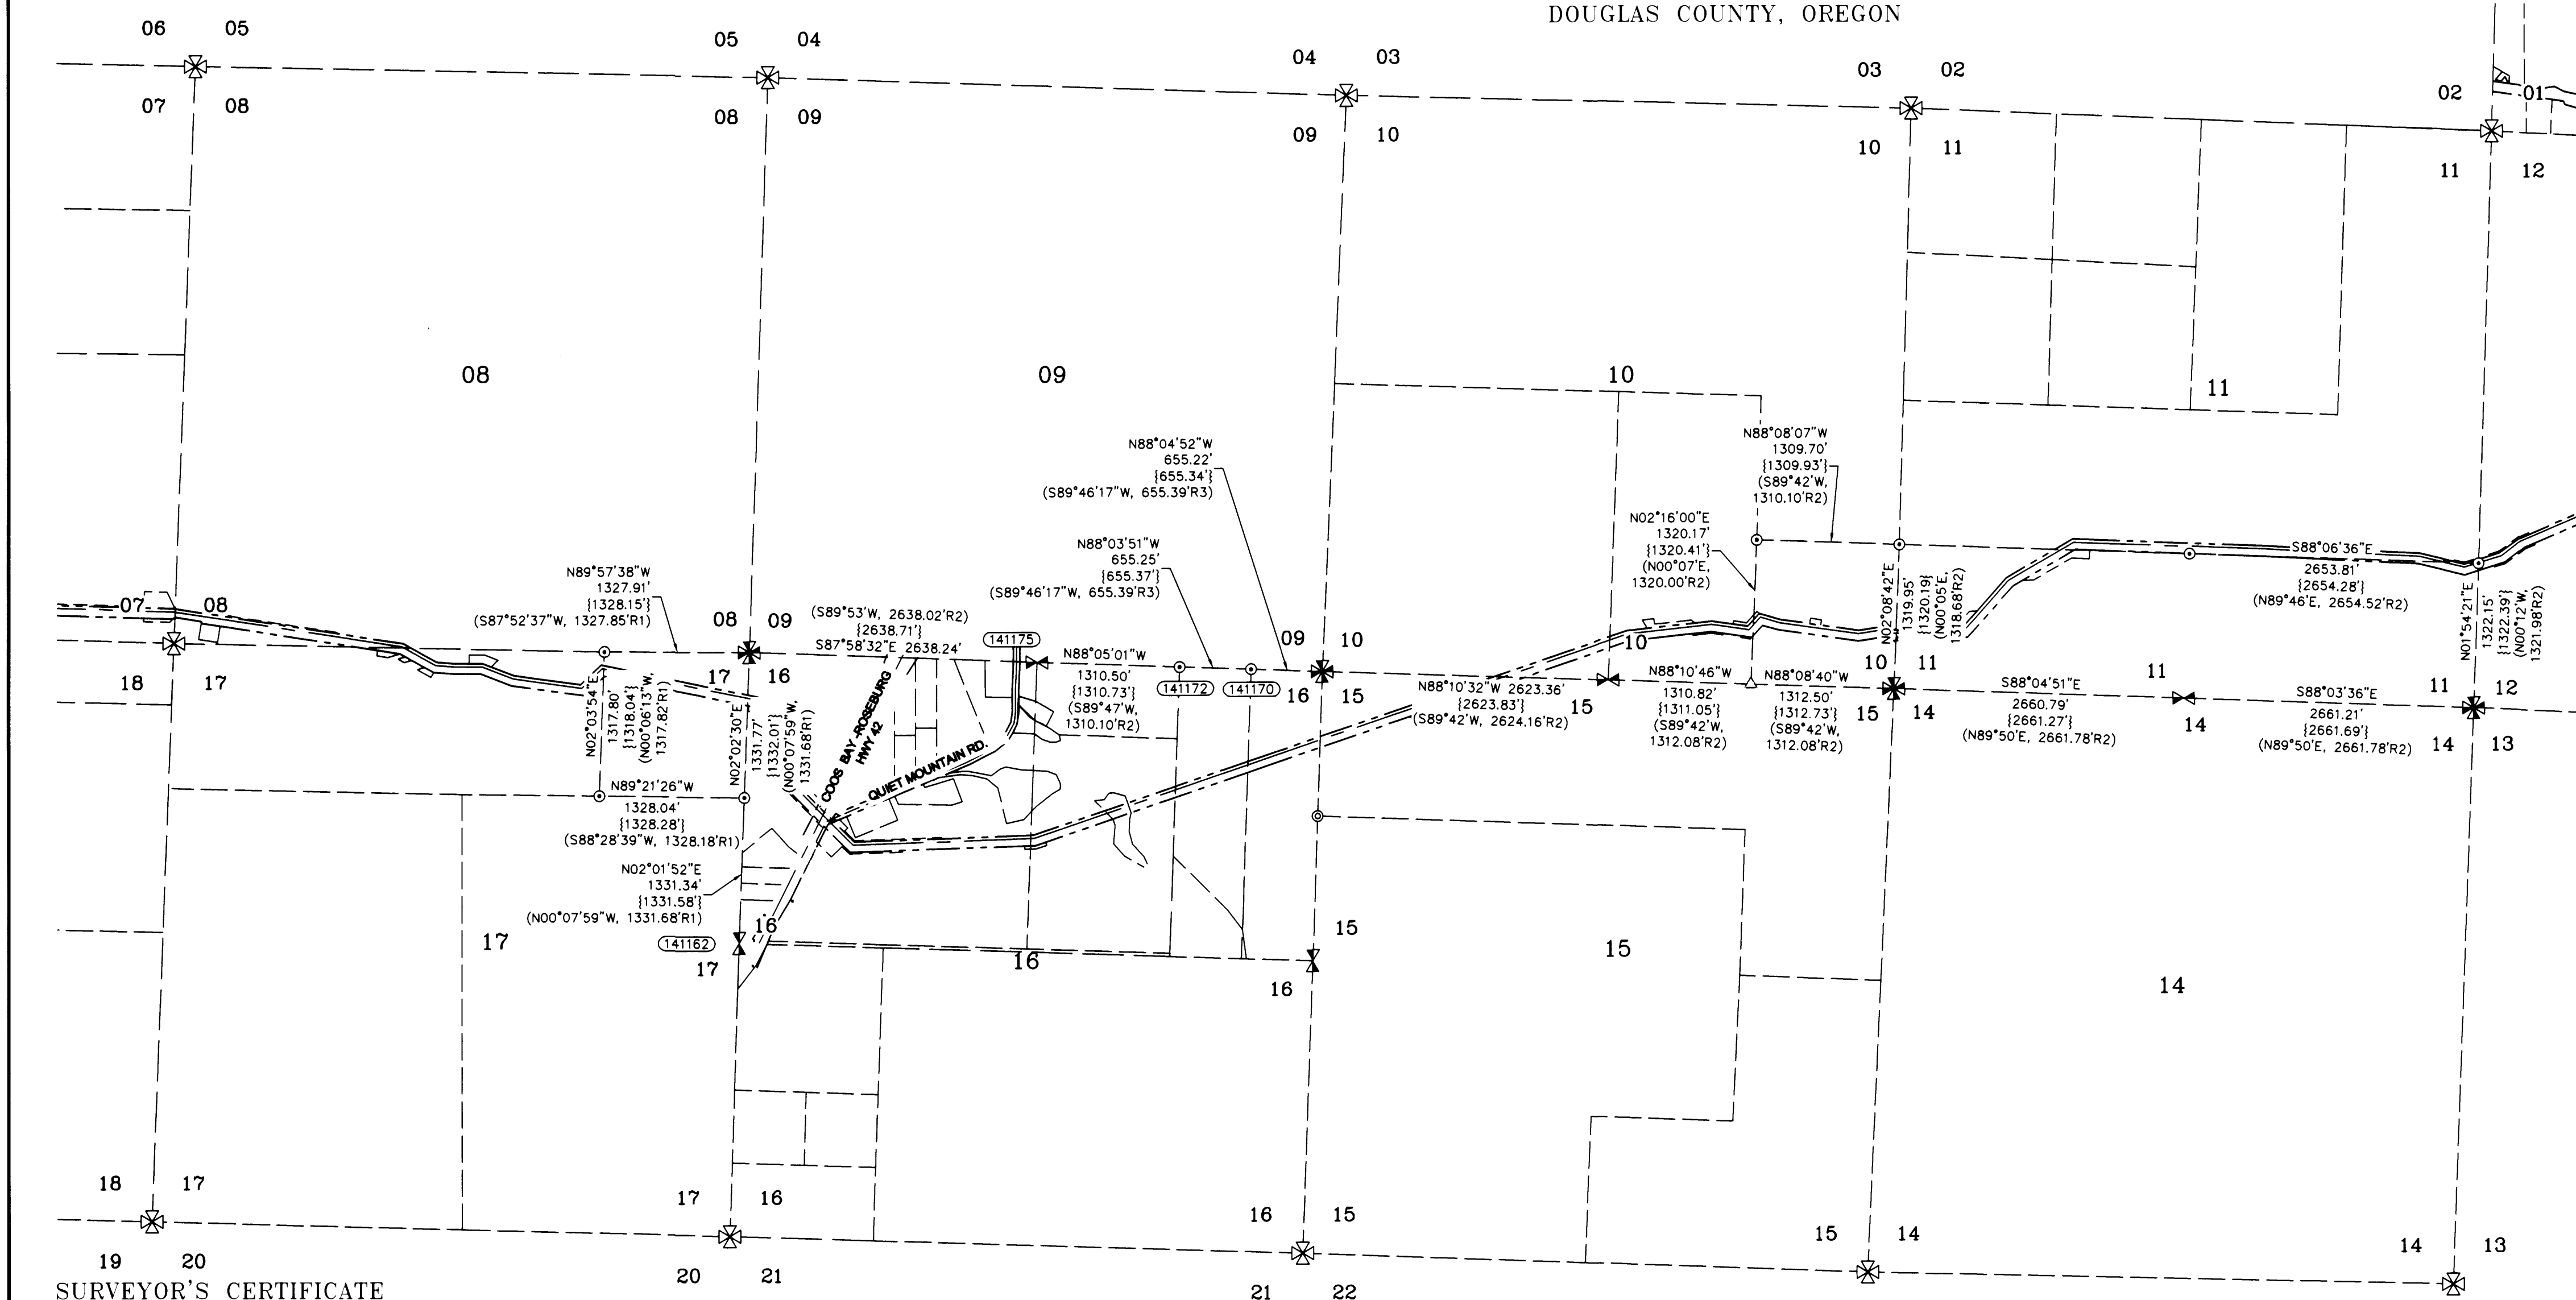 DOUGLAS COUNTY, OREGON
06 05
05 04
04 03
03 02
02 01
07 08
08 09
09 10
10 11
11 12
08
09
10
11
N88°04'52"W
655.22'
{655.34'}
(S89°46'17"W, 655.39'R3)
N88°08'07"W
1309.70'
{1309.93'}
(S89°42'W,
1310.10'R2)
N02°16'00"E
1320.17'
{1320.41'}
(N00°07'E,
1320.00'R2)
N88°03'51"W
655.25'
{655.37'}
(S89°46'17"W, 655.39'R3)
N89°57'38"W
1327.91'
{1328.15'}
(S87°52'37"W, 1327.85'R1)
S88°06'36"E
2653.81'
{2654.28'}
(N89°46'E, 2654.52'R2)
N02°08'42"E
1319.95'
{1320.19}
(N00°05'E,
1318.68'R2)
N01°54'21"E
1322.15'
{1322.39'}
(N00°12'W,
1321.98'R2)
07 08
08 09
(S89°53'W, 2638.02'R2)
{2638.71'}
S87°58'32"E 2638.24'
141175
09 10
10
10 11
11
11 12
18 17
17 16
N88°05'01"W
1310.50'
{1310.73'}
(S89°47'W,
1310.10'R2)
141172
141170
16 15
N88°10'32"W 2623.36'
{2623.83'}
(S89°42'W, 2624.16'R2)
15
N88°10'46"W
1310.82'
{1311.05'}
(S89°42'W,
1312.08'R2)
N88°08'40"W
1312.50'
{1312.73'}
(S89°42'W,
1312.08'R2)
15 14
S88°04'51"E
2660.79'
{2661.27'}
(N89°50'E, 2661.78'R2)
14
S88°03'36"E
2661.21'
{2661.69'}
(N89°50'E, 2661.78'R2)
14 13
N02°03'54"E
1317.80'
{1318.04'}
(N00°06'13"W,
1317.82'R1)
N02°02'30"E
1331.77'
{1332.01'}
(N00°07'59"W,
1331.68'R1)
COOS BAY-ROSEBURG
HWY 42
QUIET MOUNTAIN RD.
N89°21'26"W
1328.04'
{1328.28'}
(S88°28'39"W, 1328.18'R1)
N02°01'52"E
1331.34'
{1331.58'}
(N00°07'59"W, 1331.68'R1)
141162
16
17
17
16
15
16
15
14
18 17
17 16
16 15
15 14
14 13
19 20
20 21
21 22
SURVEYOR'S CERTIFICATE